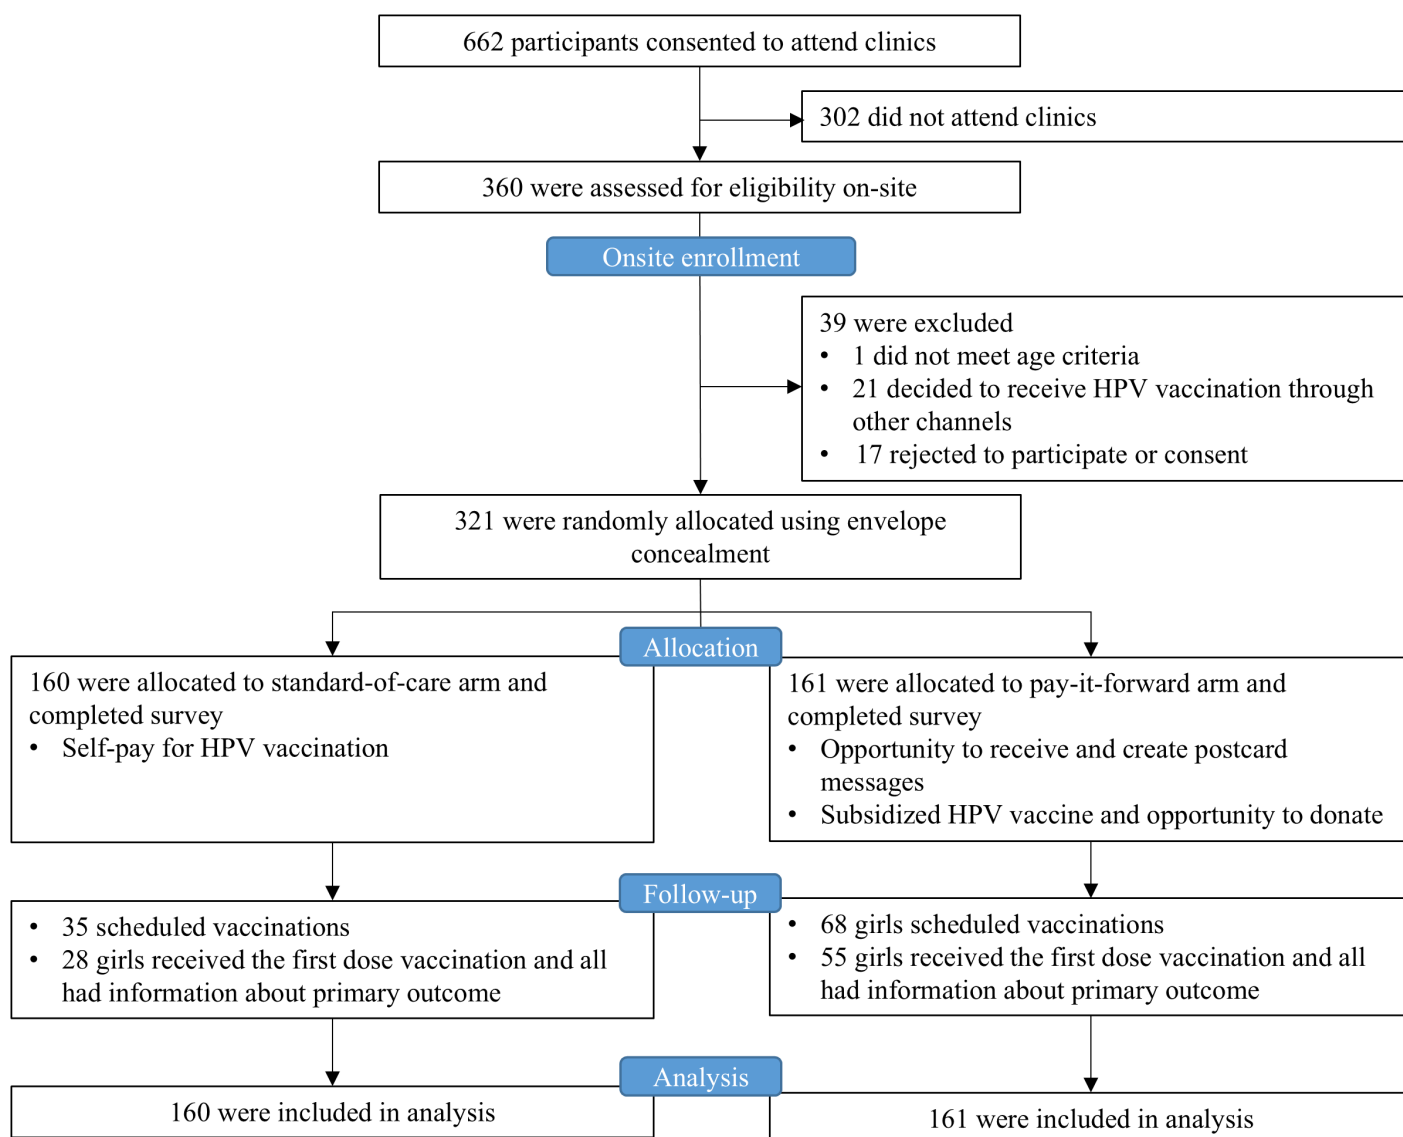 662 participants consented to attend clinics
302 did not attend clinics
360 were assessed for eligibility on-site
Onsite enrollment
39 were excluded
• 1 did not meet age criteria
• 21 decided to receive HPV vaccination through
other channels
• 17 rejected to participate or consent
321 were randomly allocated using envelope
concealment
Allocation
160 were allocated to standard-of-care arm and
completed survey
• Self-pay for HPV vaccination
161 were allocated to pay-it-forward arm and
completed survey
• Opportunity to receive and create postcard
messages
• Subsidized HPV vaccine and opportunity to donate
Follow-up
• 35 scheduled vaccinations
• 28 girls received the first dose vaccination and all
had information about primary outcome
• 68 girls scheduled vaccinations
• 55 girls received the first dose vaccination and all
had information about primary outcome
Analysis
160 were included in analysis
161 were included in analysis